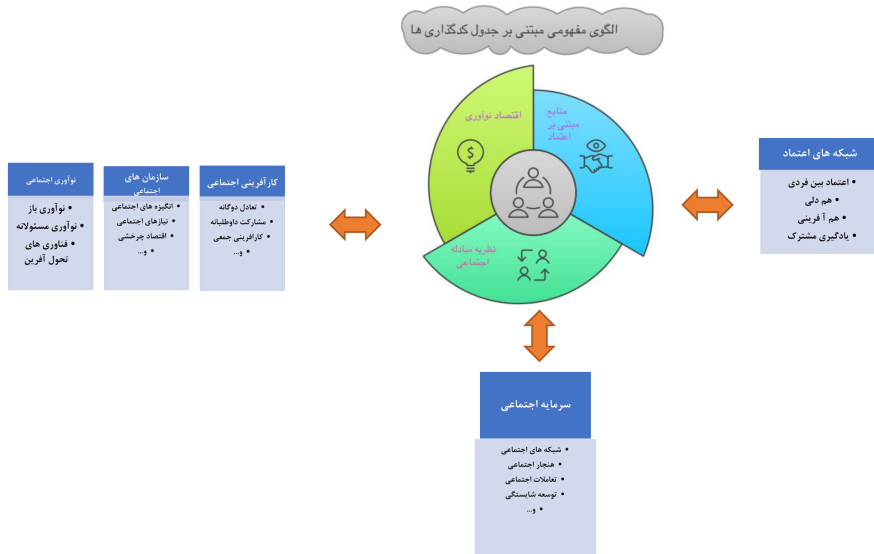 الگوی مفهومی مبتنی بر جدول کدگذاری ها
منابع
مبتنی بر
اعتماد
اقتصاد نوآوری
نظریه مبادله
اجتماعی
شبکه های اعتماد
• اعتماد بین فردی
• هم دلی
• هم آفرینی
• یادگیری مشترک
کارآفرینی اجتماعی
• تعادل دوگانه
• مشارکت داوطلبانه
• کارافرینی جمعی
• و...
سازمان های
اجتماعی
• انگیزه های اجتماعی
• نیازهای اجتماعی
• اقتصاد چرخشی
• و...
نوآوری اجتماعی
• نوآوری باز
• نوآوری مسئولانه
• فناوری های
تحول آفرین
سرمایه اجتماعی
• شبکه های اجتماعی
• هنجار اجتماعی
• تعاملات اجتماعی
• توسعه شایستگی
• و...